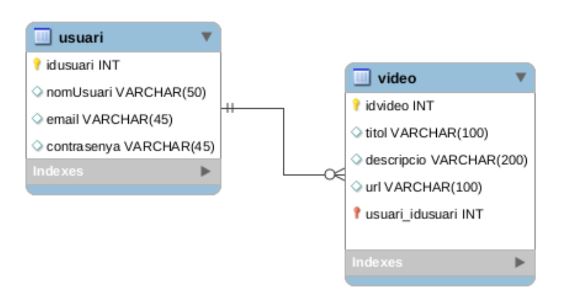 usuari
idusuari INT
nomUsuari VARCHAR(50)
email VARCHAR(45)
contrasenya VARCHAR(45)
Indexes
video
idvideo INT
titol VARCHAR(100)
descripcio VARCHAR(200)
url VARCHAR(100)
usuari_idusuari INT
Indexes